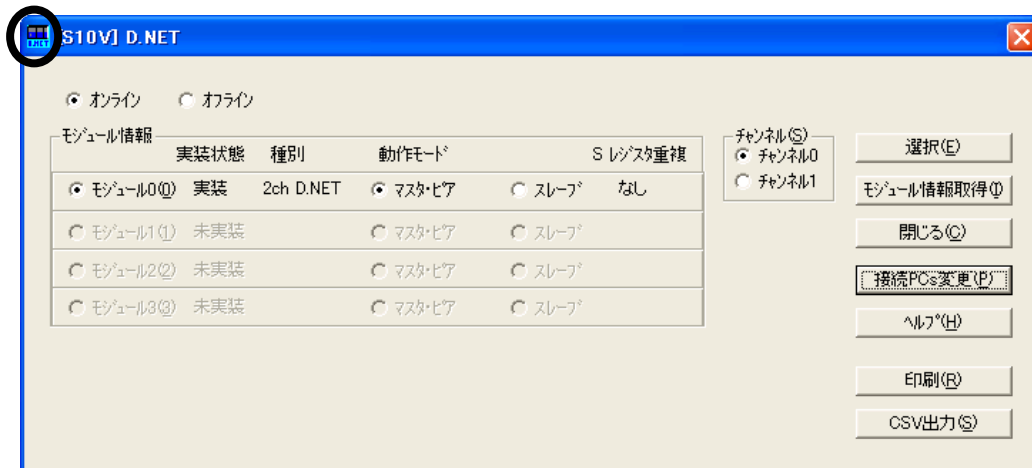 D.NET
[S10V] D.NET
オンライン オフライン
モジュール情報
実装状態 種別 動作モード Sレジスタ重複
モジュール0(0) 実装 2ch D.NET マスタ・ピア スレーブ なし
モジュール1(1) 未実装 マスタ・ピア スレーブ
モジュール2(2) 未実装 マスタ・ピア スレーブ
モジュール3(3) 未実装 マスタ・ピア スレーブ
チャンネル(S)
チャンネル0
チャンネル1
選択(E)
モジュール情報取得(I)
閉じる(C)
接続PCs変更(P)
ヘルプ(H)
印刷(R)
CSV出力(S)